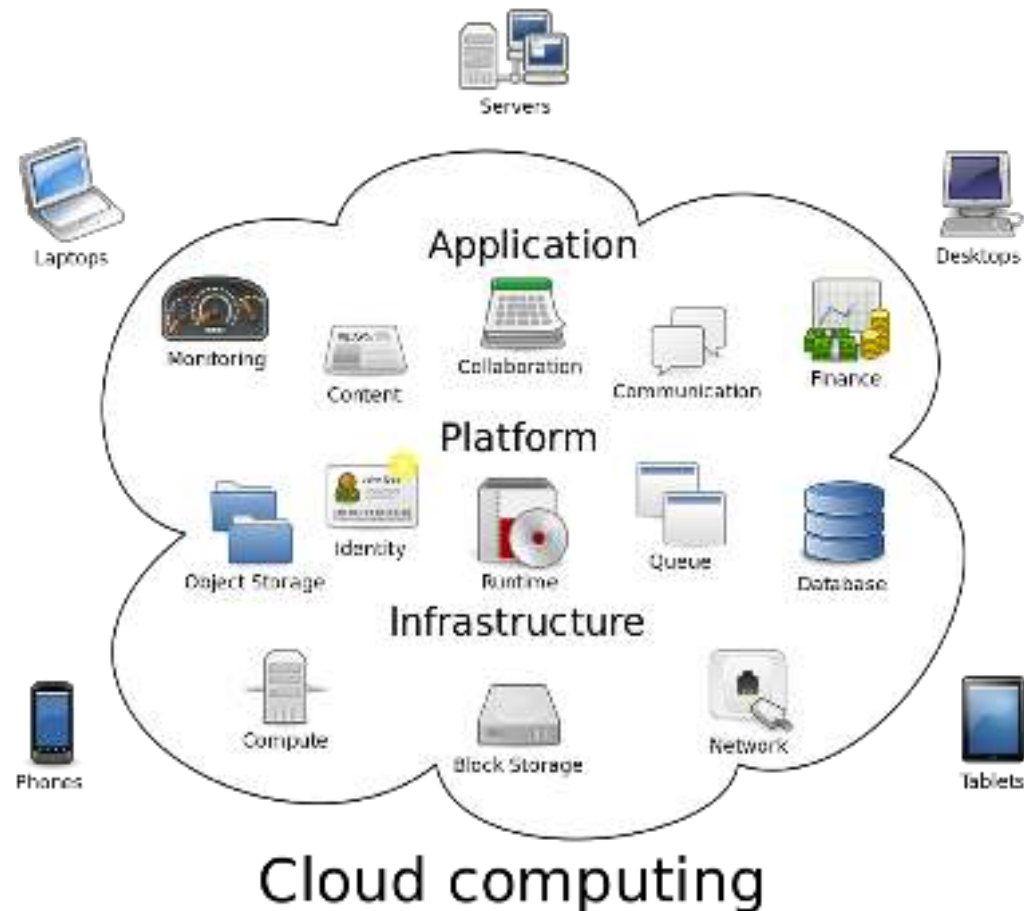 Servers
Laptops
Desktops
Application
Monitoring
Content
Collaboration
Communication
Finance
Platform
Object Storage
Identity
Runtime
Queue
Database
Infrastructure
Compute
Block Storage
Network
Phones
Tablets
Cloud computing